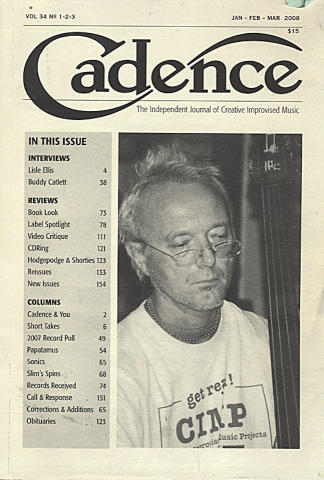 VOL 34 Nº 1-2-3
JAN - FEB - MAR 2008
$15
Cadence
The Independent Journal of Creative Improvised Music
IN THIS ISSUE
INTERVIEWS
Lisle Ellis 4
Buddy Catlett 38
REVIEWS
Book Look 73
Label Spotlight 78
Video Critique 111
CDRing 121
Hodgepodge & Shorties 123
Reissues 133
New Issues 154
COLUMNS
Cadence & You 2
Short Takes 6
2007 Record Poll 49
Papatamus 54
Sonics 65
Slim's Spins 68
Records Received 74
Call & Response 151
Corrections & Additions 65
Obituaries 123
get real!
CIMP
Music Projects